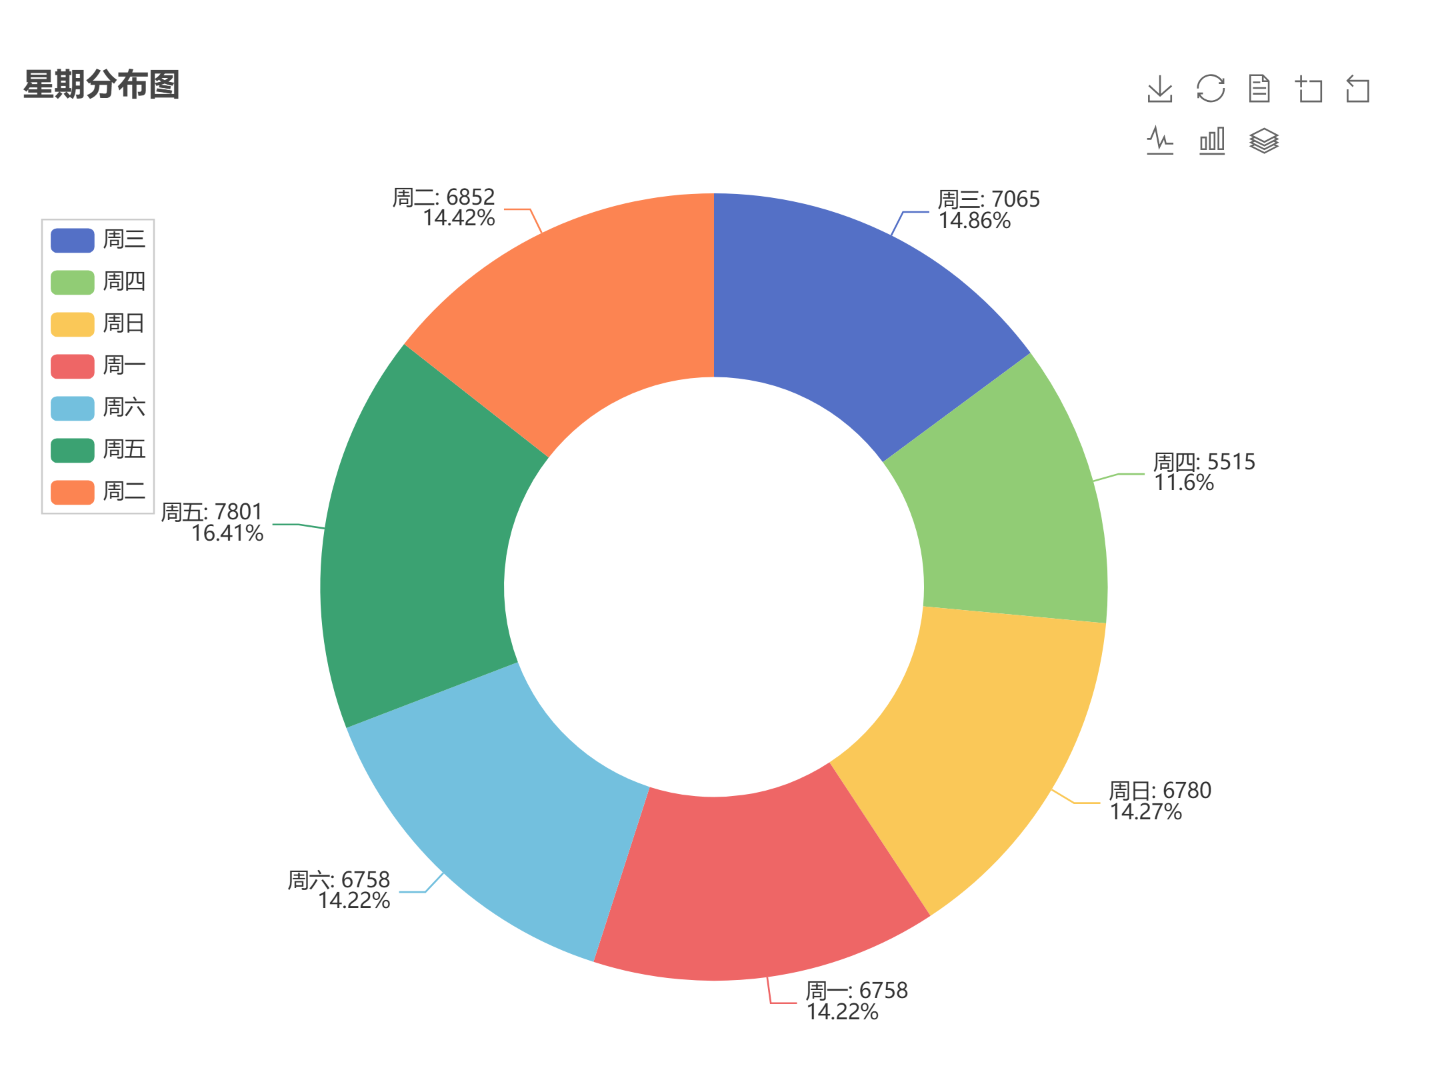 星期分布图
周三
周四
周日
周一
周六
周五
周二
周二: 6852
14.42%
周三: 7065
14.86%
周四: 5515
11.6%
周五: 7801
16.41%
周日: 6780
14.27%
周六: 6758
14.22%
周一: 6758
14.22%